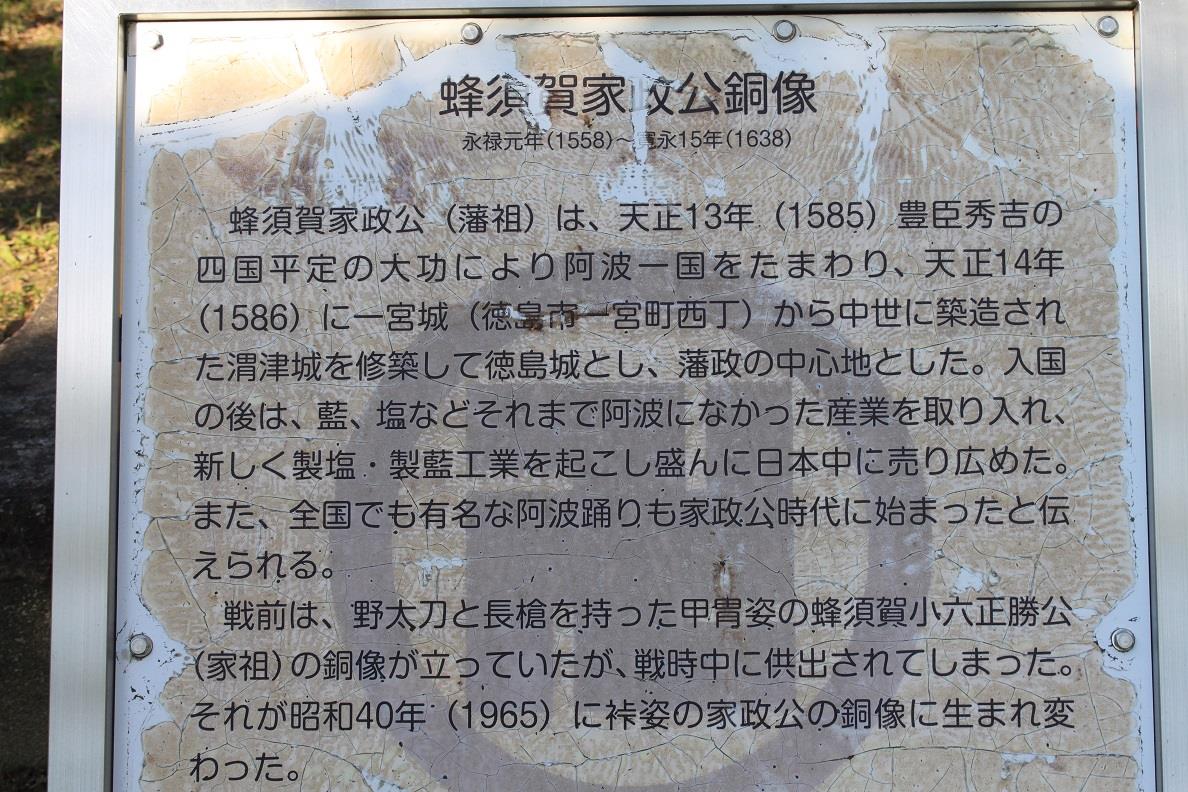 蜂須賀家政公銅像
永禄元年(1558)～寛永15年(1638)
蜂須賀家政公（藩祖）は、天正13年（1585）豊臣秀吉の
四国平定の大功により阿波一国をたまわり、天正14年
（1586）に一宮城（徳島市一宮町西丁）から中世に築造され
た渭津城を修築して徳島城とし、藩政の中心地とした。入国
の後は、藍、塩などそれまで阿波になかった産業を取り入れ、
新しく製塩・製藍工業を起こし盛んに日本中に売り広めた。
また、全国でも有名な阿波踊りも家政公時代に始まったと伝
えられる。
戦前は、野太刀と長槍を持った甲冑姿の蜂須賀小六正勝公
（家祖）の銅像が立っていたが、戦時中に供出されてしまった。
それが昭和40年（1965）に裃姿の家政公の銅像に生まれ変
わった。